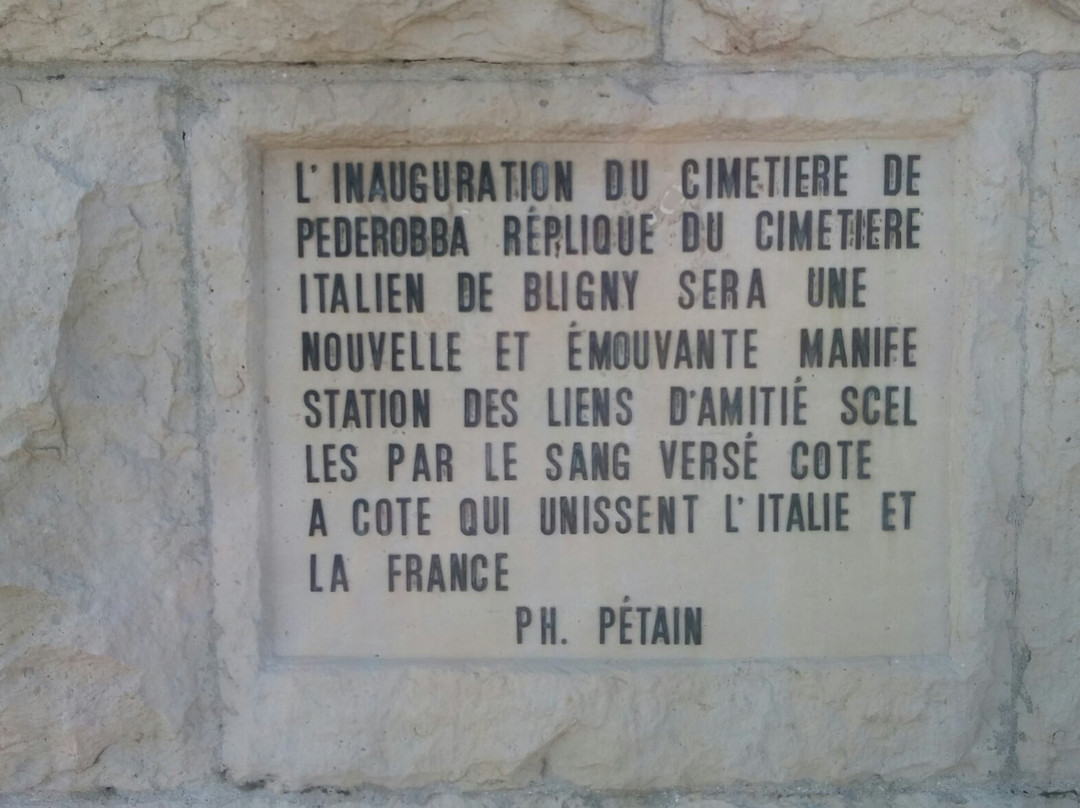 L'INAUGURATION DU CIMETIERE DE
PEDEROBBA RÉPLIQUE DU CIMETIERE
ITALIEN DE BLIGNY SERA UNE
NOUVELLE ET ÉMOUVANTE MANIFE
STATION DES LIENS D'AMITIÉ SCEL
LES PAR LE SANG VERSÉ COTE
A COTE QUI UNISSENT L'ITALIE ET
LA FRANCE
PH. PÉTAIN